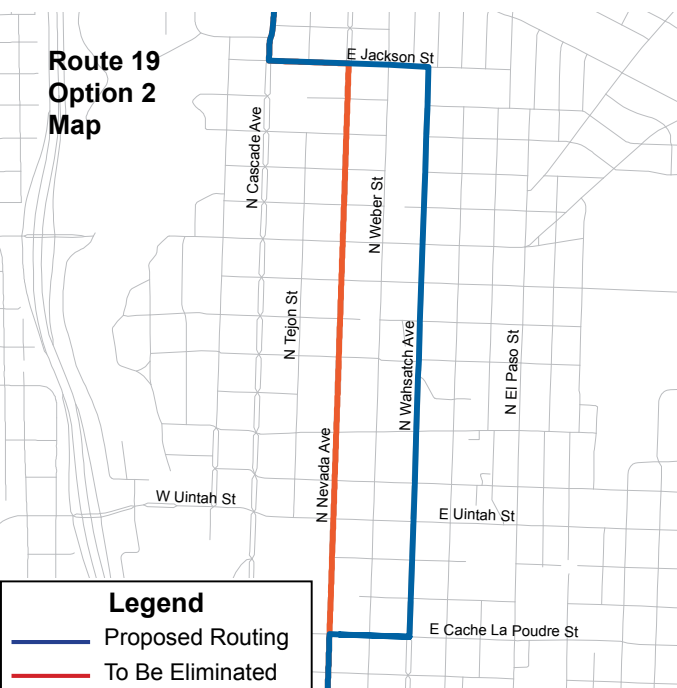 Route 19
Option 2
Map
E Jackson St
N Cascade Ave
N Weber St
N Tejon St
N Wahsatch Ave
N El Paso St
N Nevada Ave
W Uintah St
E Uintah St
E Cache La Poudre St
Legend
Proposed Routing
To Be Eliminated